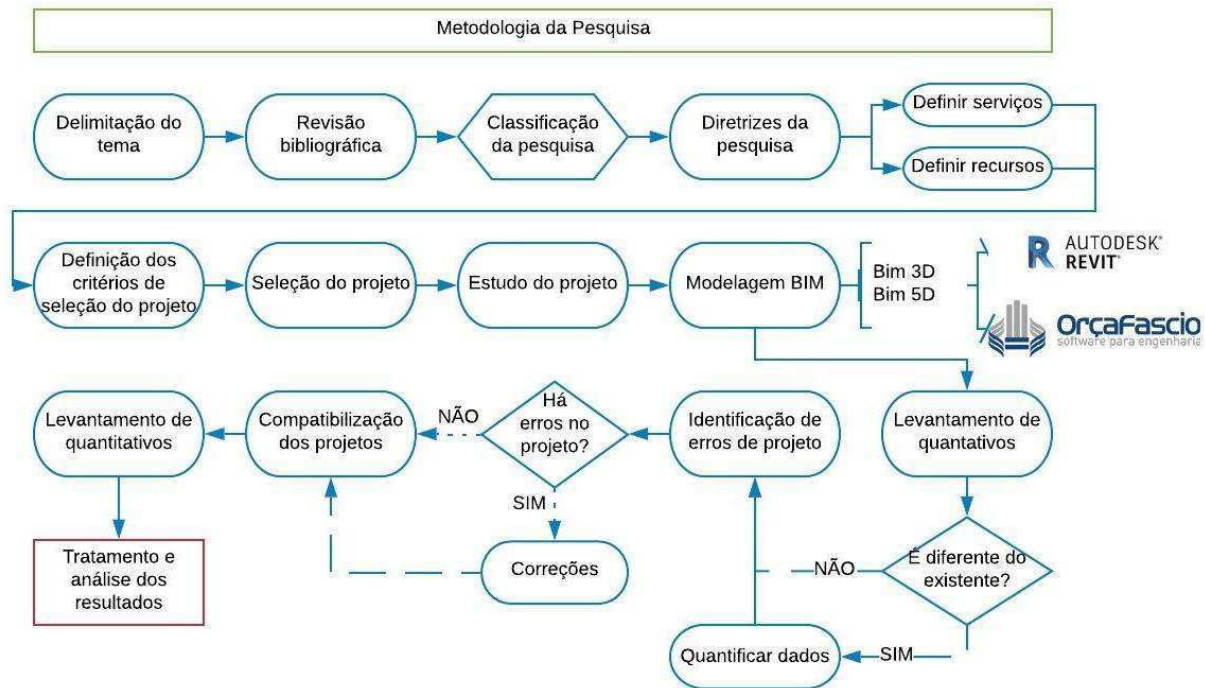 Metodologia da Pesquisa
Delimitação do
tema
Revisão
bibliográfica
Classificação
da pesquisa
Diretrizes da
pesquisa
Definir serviços
Definir recursos
Definição dos
critérios de
seleção do projeto
Seleção do projeto
Estudo do projeto
Modelagem BIM
Bim 3D
Bim 5D
R AUTODESK®
REVIT®
OrçaFascio
software para engenharia
Levantamento de
quantitativos
Compatibilização
dos projetos
NÃO
Há
erros no
projeto?
SIM
Correções
Identificação de
erros de projeto
Levantamento de
quantativos
Tratamento e
análise dos
resultados
NÃO
É diferente do
existente?
Quantificar dados
SIM